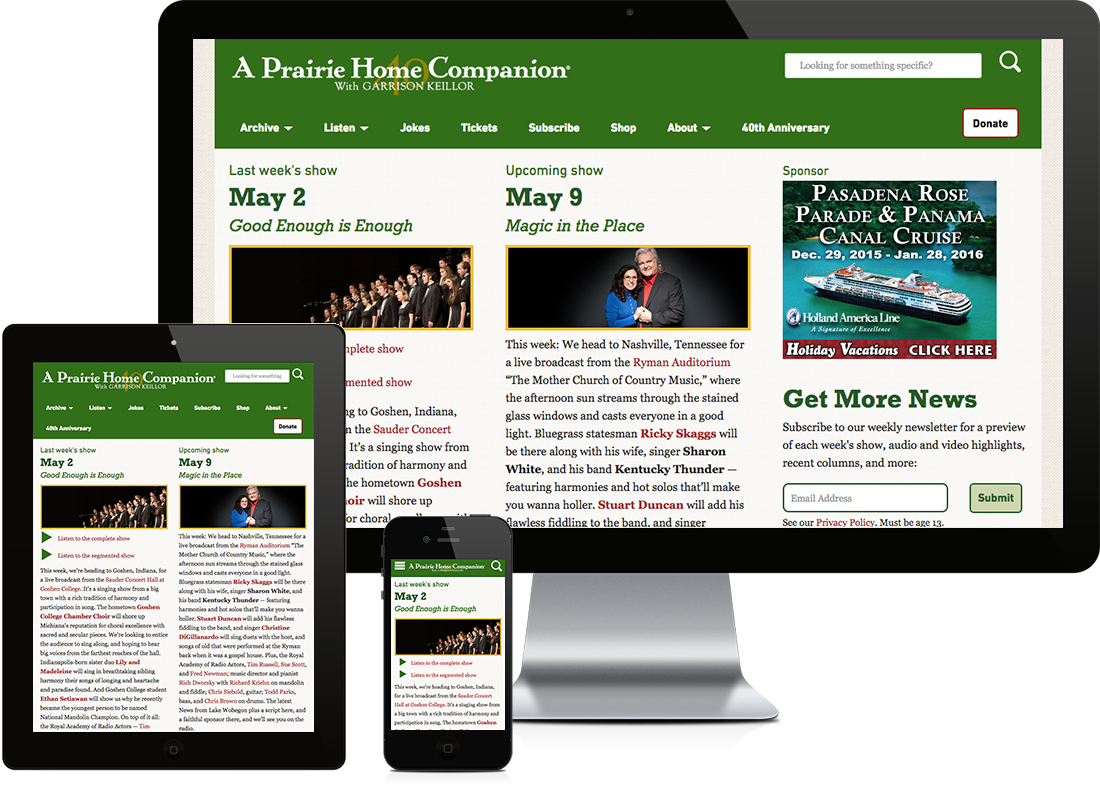 A Prairie Home Companion®
40
With GARRISON KEILLOR
Looking for something specific?
Archive
Listen
Jokes
Tickets
Subscribe
Shop
About
40th Anniversary
Donate
Last week's show
May 2
Good Enough is Enough
mplete show
mented show
ng to Goshen, Indiana,
n the Sauder Concert
. It's a singing show from
radition of harmony and
he hometown Goshen
hoir will shore up
Upcoming show
May 9
Magic in the Place
This week: We head to Nashville, Tennessee for
a live broadcast from the Ryman Auditorium
“The Mother Church of Country Music,” where
the afternoon sun streams through the stained
glass windows and casts everyone in a good
light. Bluegrass statesman Ricky Skaggs will
be there along with his wife, singer Sharon
White, and his band Kentucky Thunder —
featuring harmonies and hot solos that'll make
you wanna holler. Stuart Duncan will add his
flawless fiddling to the band, and singer
Sponsor
Pasadena Rose
Parade & Panama
Canal Cruise
Dec. 29, 2015 - Jan. 28, 2016
Holland America Line
A Signature of Excellence
Holiday Vacations CLICK HERE
Get More News
Subscribe to our weekly newsletter for a preview
of each week's show, audio and video highlights,
recent columns, and more:
Email Address
Submit
See our Privacy Policy. Must be age 13.
A Prairie Home Companion®
40
With GARRISON KEILLOR
Looking for something
Archive
Listen
Jokes
Tickets
Subscribe
Shop
About
40th Anniversary
Donate
Last week's show
May 2
Good Enough is Enough
Listen to the complete show
Listen to the segmented show
This week, we're heading to Goshen, Indiana, for
a live broadcast from the Sauder Concert Hall at
Goshen College. It's a singing show from a big
town with a rich tradition of harmony and
participation in song. The hometown Goshen
College Chamber Choir will shore up
Michiana's reputation for choral excellence with
sacred and secular pieces. We're looking to entice
the audience to sing along, and hoping to hear
big voices from the farthest reaches of the hall.
Indianapolis-born sister duo Lily and
Madeleine will sing in breathtaking sibling
harmony their songs of longing and heartache
and paradise found. And Goshen College student
Ethan Setiawan will show us why he recently
became the youngest person to be named
National Mandolin Champion. On top of it all:
the Royal Academy of Radio Actors — Tim
Upcoming show
May 9
Magic in the Place
This week: We head to Nashville, Tennessee for a
live broadcast from the Ryman Auditorium “The
Mother Church of Country Music,” where the
afternoon sun streams through the stained glass
windows and casts everyone in a good light.
Bluegrass statesman Ricky Skaggs will be there
along with his wife, singer Sharon White, and
his band Kentucky Thunder — featuring
harmonies and hot solos that'll make you wanna
holler. Stuart Duncan will add his flawless
fiddling to the band, and singer Christine
DiGillanardo will sing duets with the host, and
songs of old that were performed at the Ryman
back when it was a gospel house. Plus, the Royal
Academy of Radio Actors, Tim Russell, Sue Scott,
and Fred Newman; music director and pianist
Rich Dworsky with Richard Kriehn on mandolin
and fiddle; Chris Siebold, guitar; Todd Parks,
bass, and Chris Brown on drums. The latest
News from Lake Wobegon plus a script here, and
a faithful sponsor there, and we'll see you on the
radio.
A Prairie Home Companion
Last week's show
May 2
Good Enough is Enough
Listen to the complete show
Listen to the segmented show
This week, we're heading to Goshen, Indiana,
for a live broadcast from the Sauder Concert
Hall at Goshen College. It's a singing show from
a big town with a rich tradition of harmony and
participation in song. The hometown Goshen